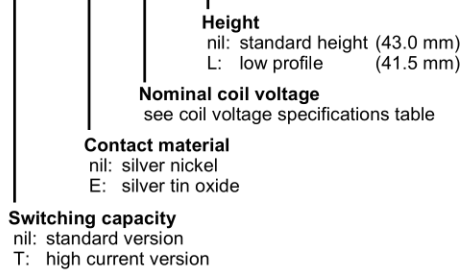 Height
nil: standard height (43.0 mm)
L: low profile (41.5 mm)
Nominal coil voltage
see coil voltage specifications table
Contact material
nil: silver nickel
E: silver tin oxide
Switching capacity
nil: standard version
T: high current version